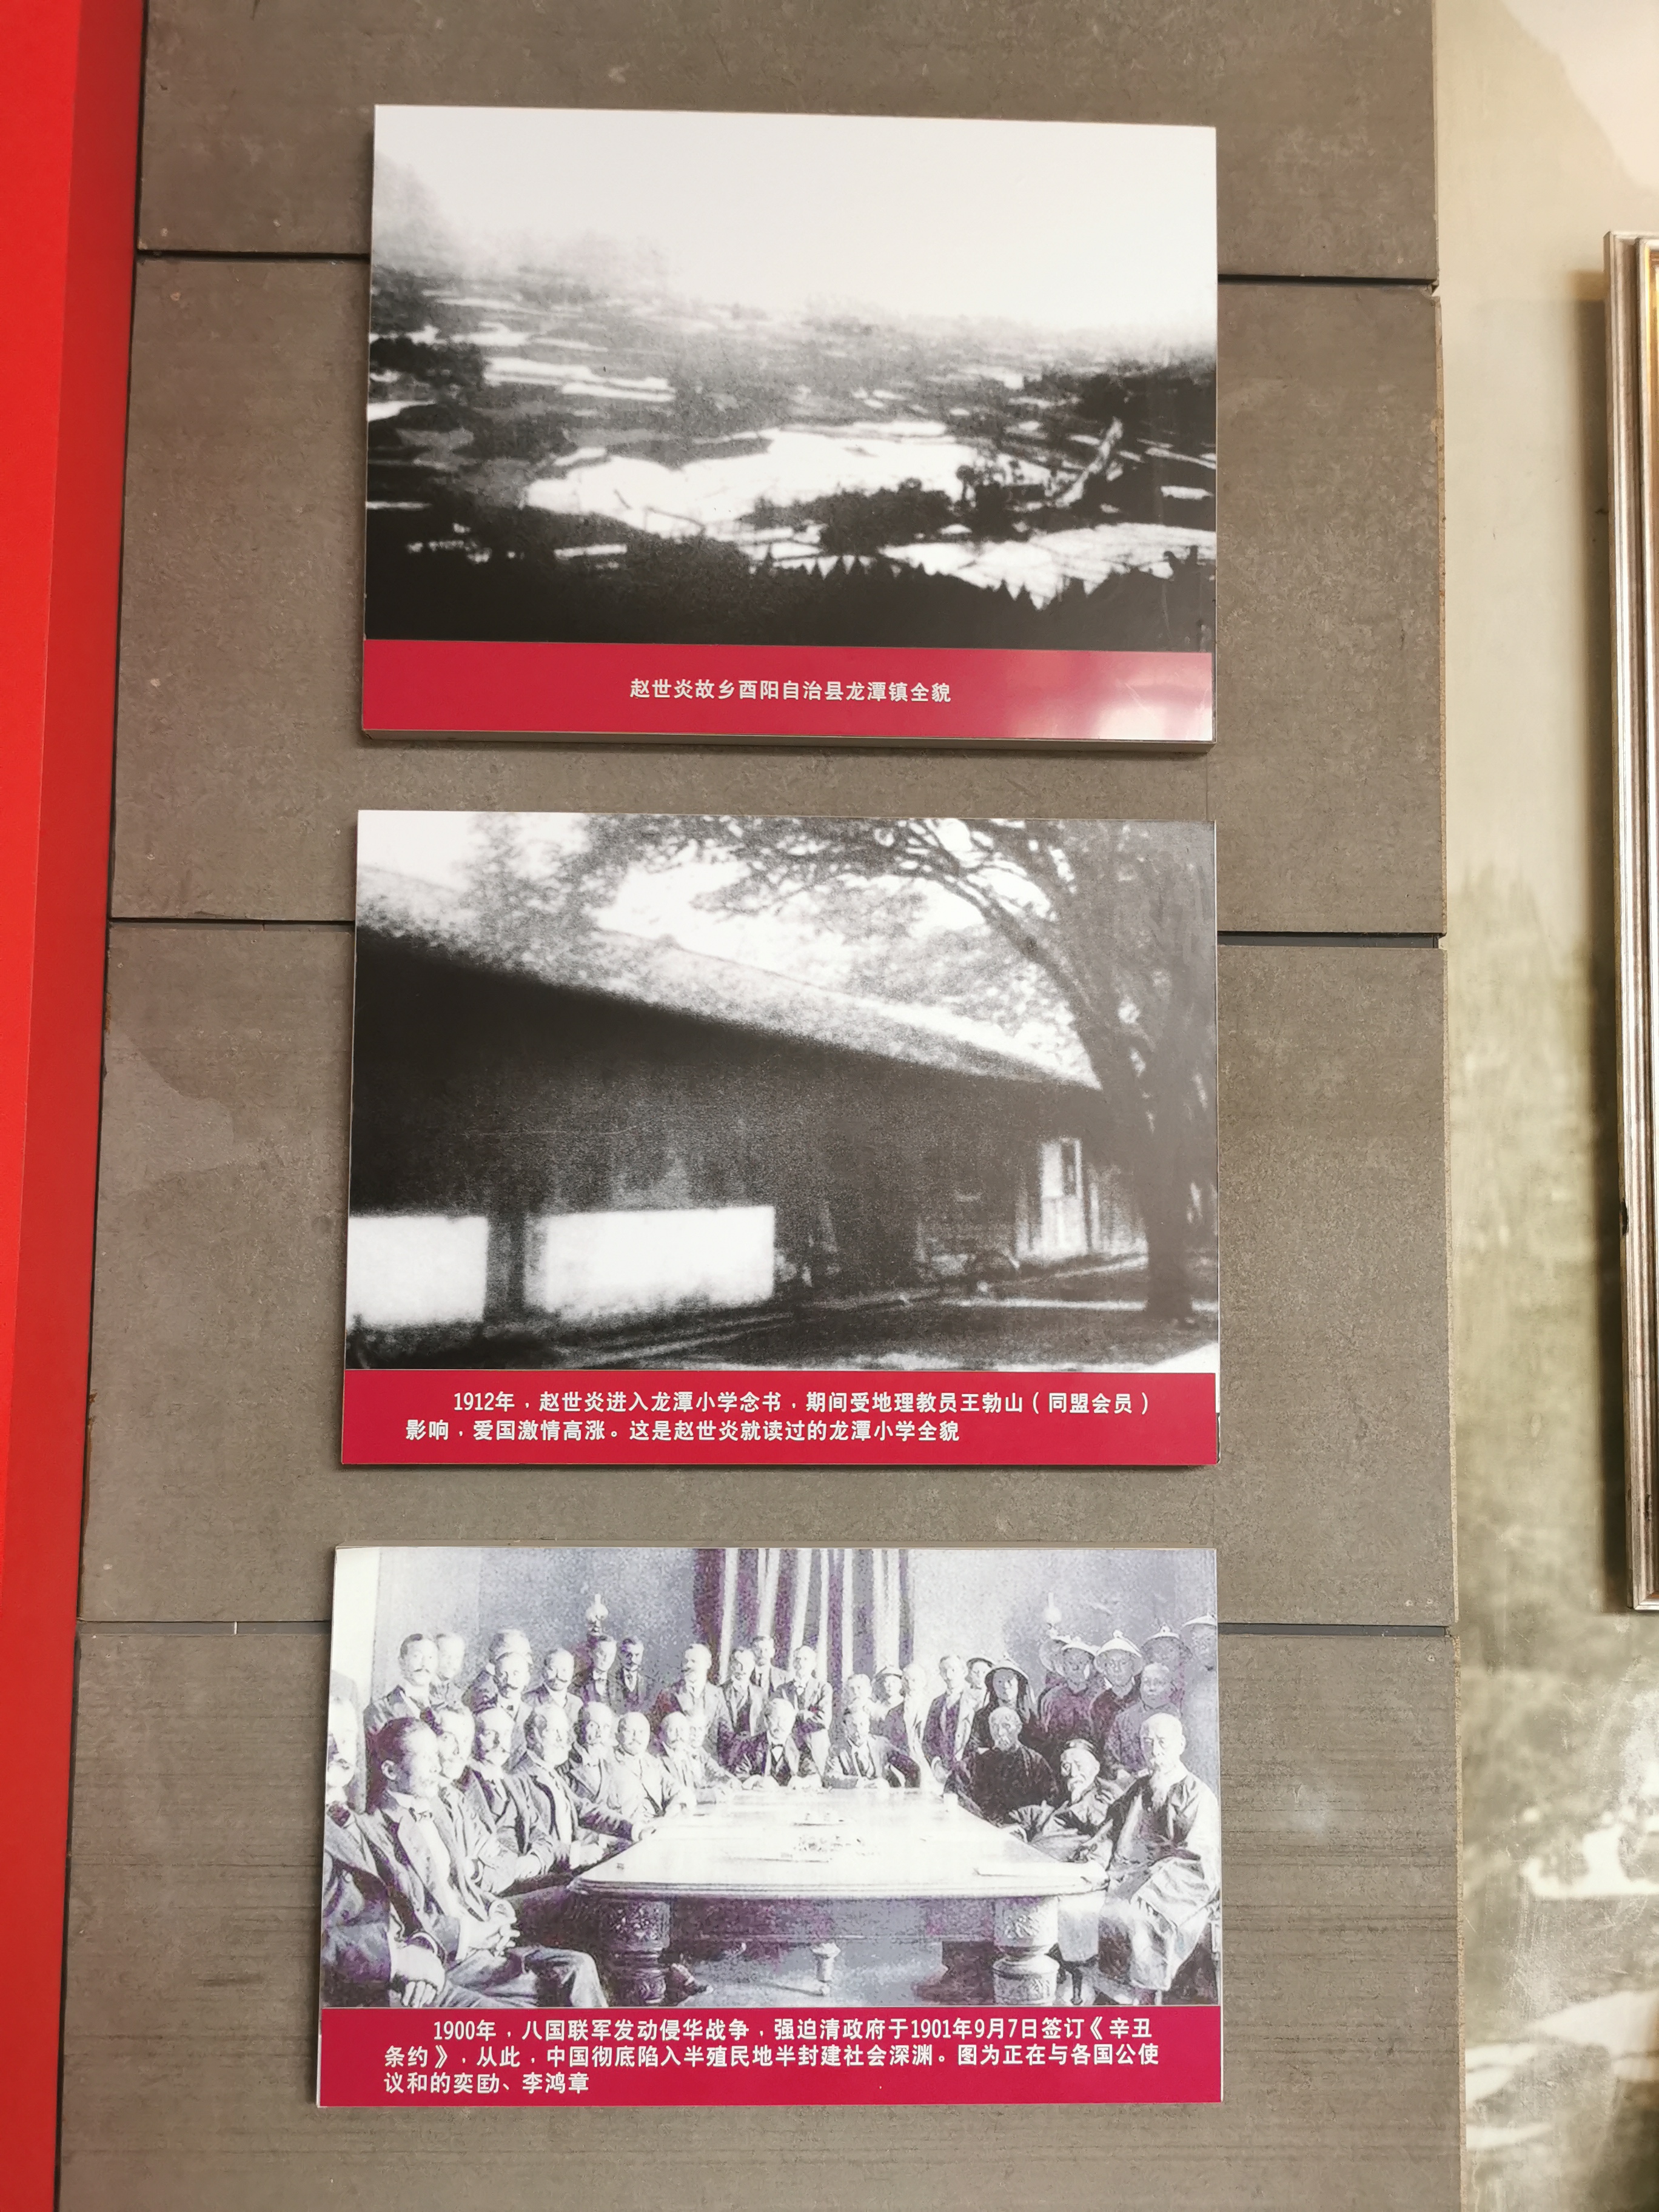 赵世炎故乡酉阳自治县龙潭镇全貌
1912年，赵世炎进入龙潭小学念书，期间受地理教员王勃山（同盟会员）
影响，爱国激情高涨。这是赵世炎就读过的龙潭小学全貌
1900年，八国联军发动侵华战争，强迫清政府于1901年9月7日签订《辛丑
条约》，从此，中国彻底陷入半殖民地半封建社会深渊。图为正在与各国公使
议和的奕劻、李鸿章